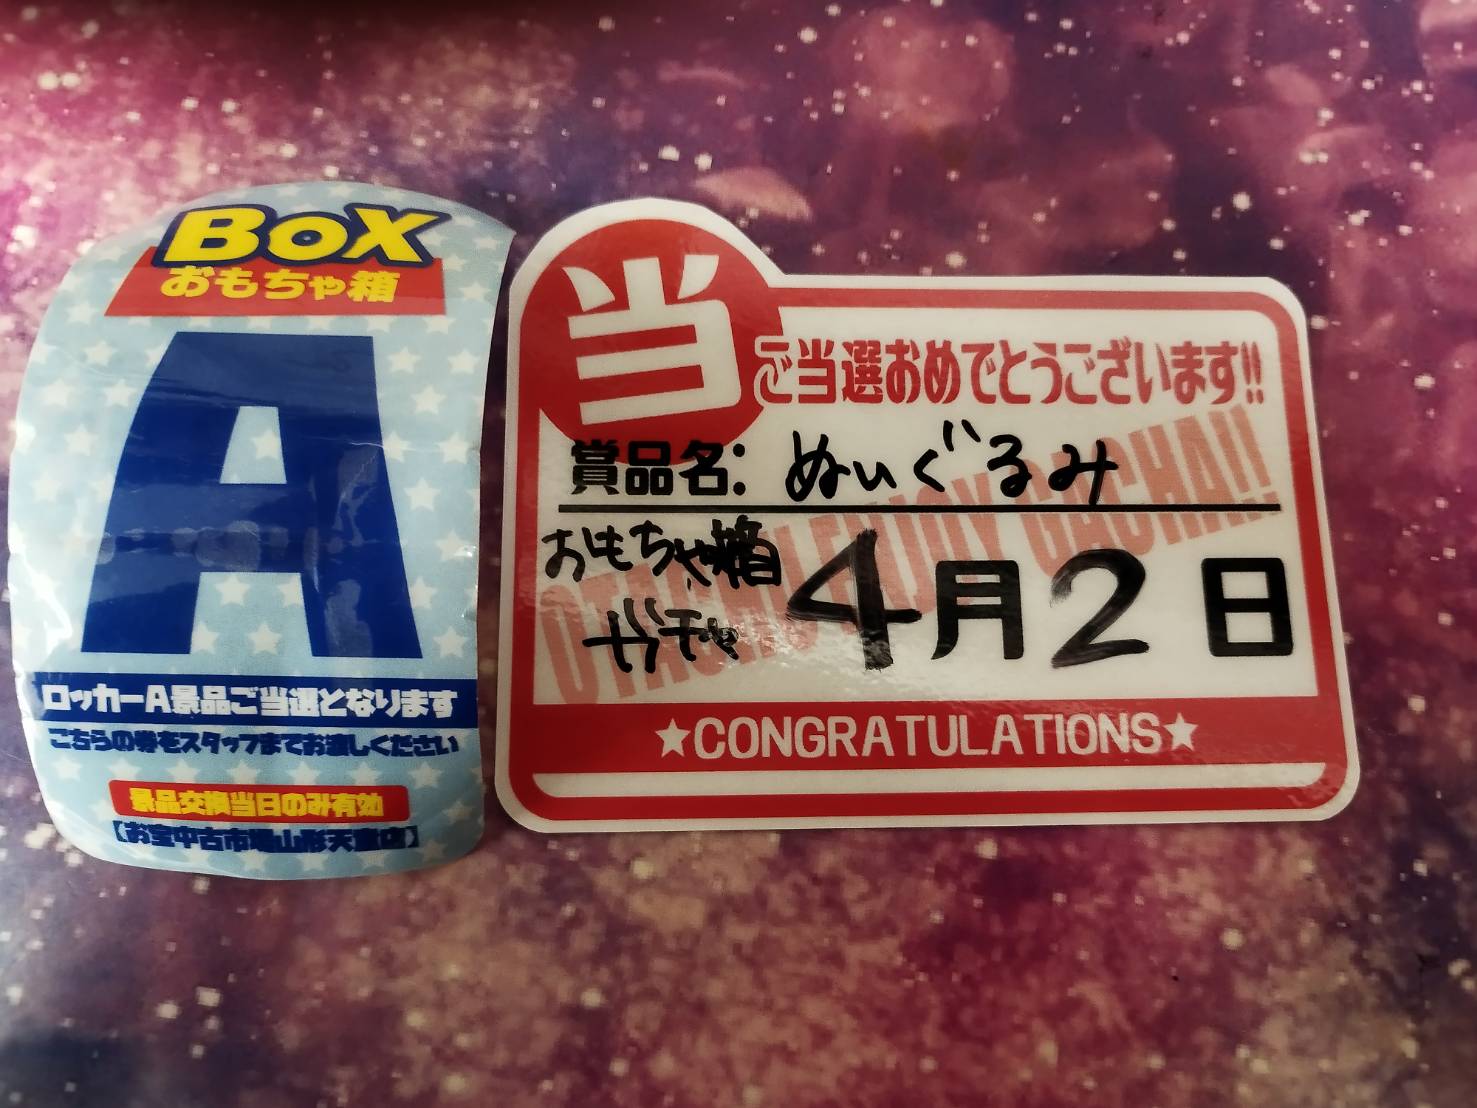 BOX
おもちゃ箱
A
ロッカーA景品ご当選となります
こちらの券をスタッフまでお渡しください
景品交換当日のみ有効
【お宝中古市場山形天童店】
当
ご当選おめでとうございます!!
賞品名: ぬいぐるみ
おもちゃ箱
ガチャ
4月2日
ENJOY GACHA!!
★CONGRATULATIONS★